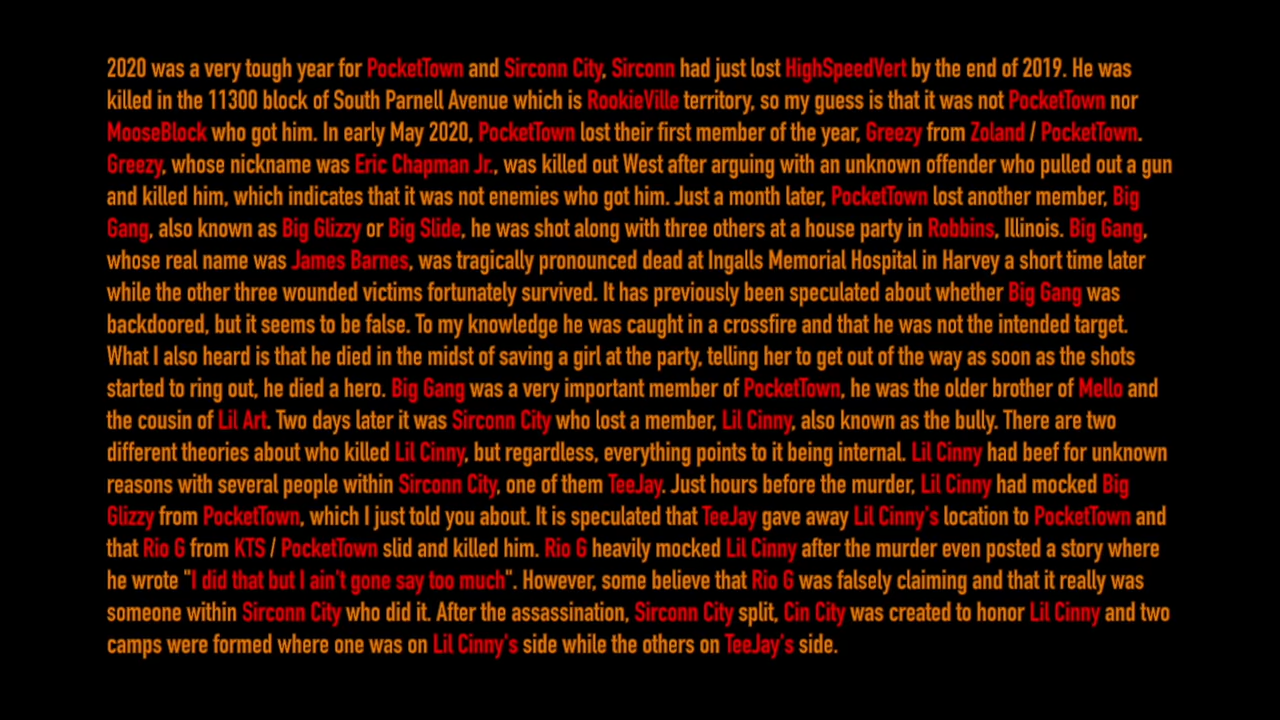 2020 was a very tough year for PocketTown and Sirconn City, Sirconn had just lost HighSpeedVert by the end of 2019. He was
killed in the 11300 block of South Parnell Avenue which is RookieVille territory, so my guess is that it was not PocketTown nor
MooseBlock who got him. In early May 2020, PocketTown lost their first member of the year, Greezy from Zoland / PocketTown.
Greezy, whose nickname was Eric Chapman Jr., was killed out West after arguing with an unknown offender who pulled out a gun
and killed him, which indicates that it was not enemies who got him. Just a month later, PocketTown lost another member, Big
Gang, also known as Big Glizzy or Big Slide, he was shot along with three others at a house party in Robbins, Illinois. Big Gang,
whose real name was James Barnes, was tragically pronounced dead at Ingalls Memorial Hospital in Harvey a short time later
while the other three wounded victims fortunately survived. It has previously been speculated about whether Big Gang was
backdoored, but it seems to be false. To my knowledge he was caught in a crossfire and that he was not the intended target.
What I also heard is that he died in the midst of saving a girl at the party, telling her to get out of the way as soon as the shots
started to ring out, he died a hero. Big Gang was a very important member of PocketTown, he was the older brother of Mello and
the cousin of Lil Art. Two days later it was Sirconn City who lost a member, Lil Cinny, also known as the bully. There are two
different theories about who killed Lil Cinny, but regardless, everything points to it being internal. Lil Cinny had beef for unknown
reasons with several people within Sirconn City, one of them TeeJay. Just hours before the murder, Lil Cinny had mocked Big
Glizzy from PocketTown, which I just told you about. It is speculated that TeeJay gave away Lil Cinny's location to PocketTown and
that Rio G from KTS / PocketTown slid and killed him. Rio G heavily mocked Lil Cinny after the murder even posted a story where
he wrote "I did that but I ain't gone say too much". However, some believe that Rio G was falsely claiming and that it really was
someone within Sirconn City who did it. After the assassination, Sirconn City split, Cin City was created to honor Lil Cinny and two
camps were formed where one was on Lil Cinny's side while the others on TeeJay's side.